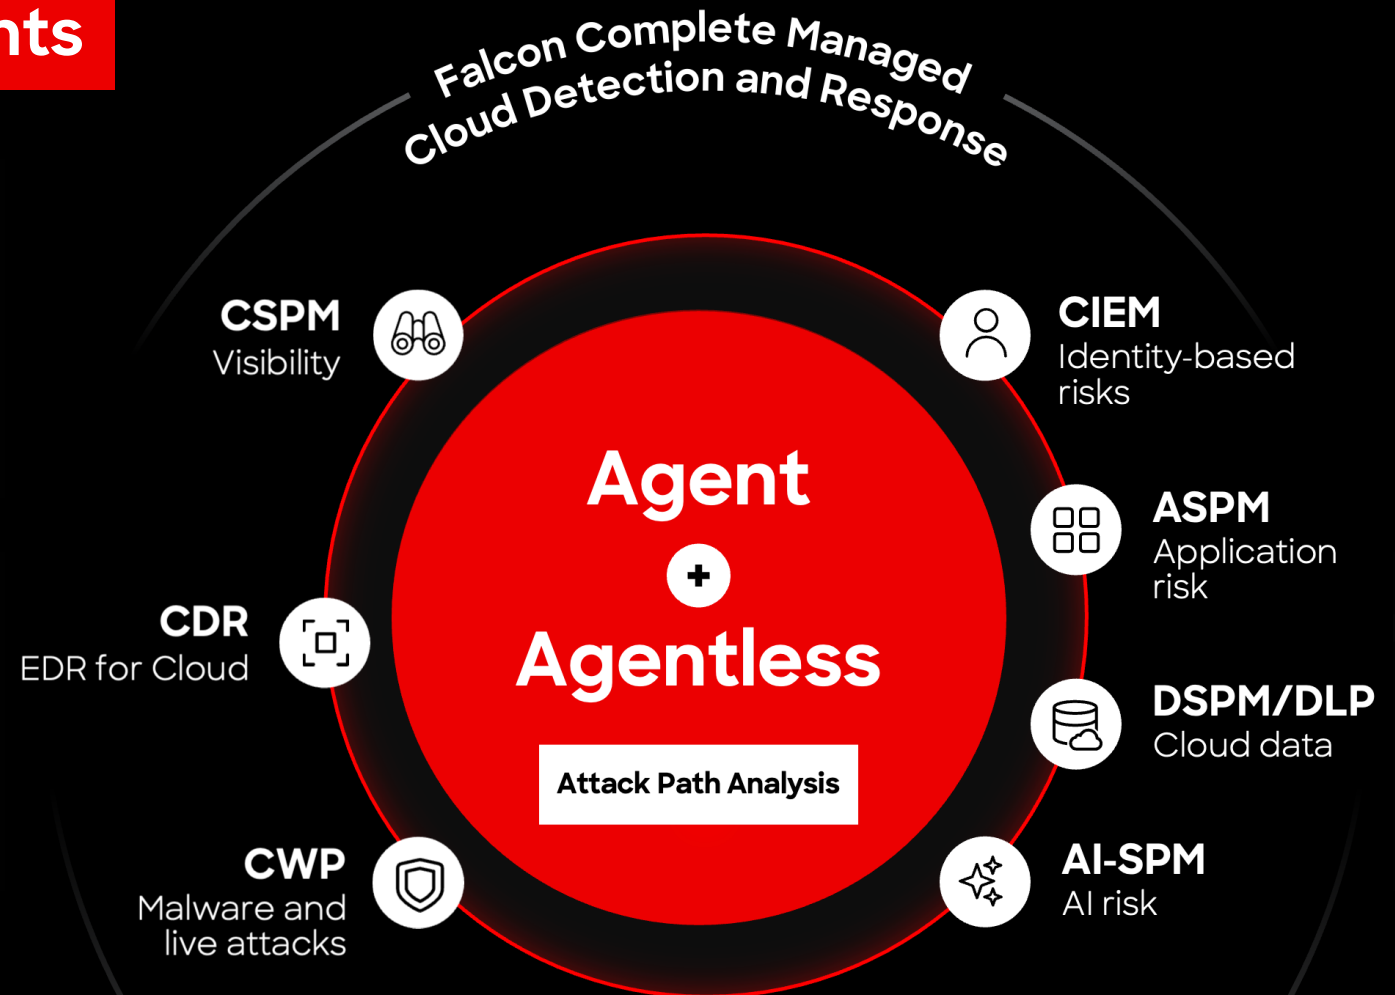 nts
Falcon Complete Managed
Cloud Detection and Response
CSPM
Visibility
CDR
EDR for Cloud
CWP
Malware and
live attacks
Agent
+
Agentless
Attack Path Analysis
CIEM
Identity-based
risks
ASPM
Application
risk
DSPM/DLP
Cloud data
AI-SPM
AI risk